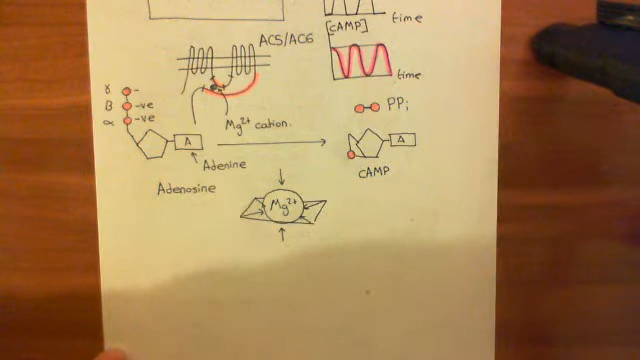 time
[CAMP]
AC5/AC6
time
γ -
β -ve
α -ve
Mg2+ cation.
PPi
A
A
Adenine
CAMP
Adenosine
Mg2+